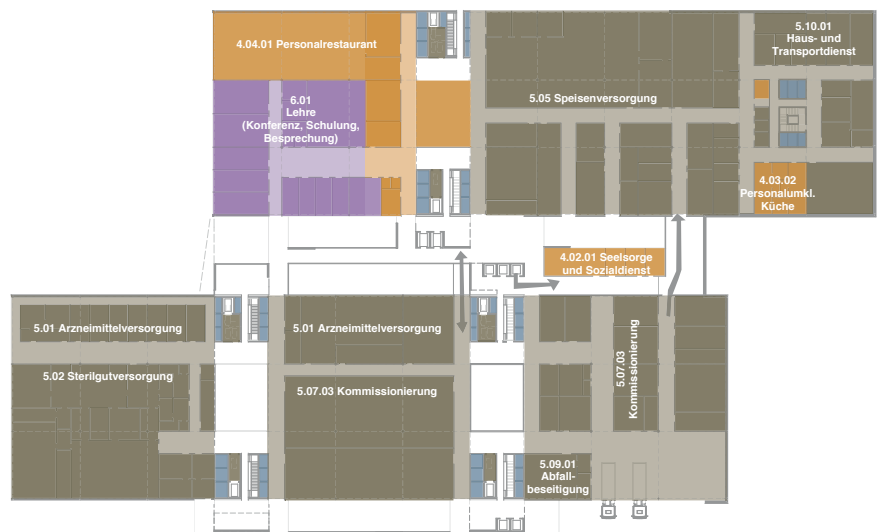 4.04.01 Personalrestaurant
5.10.01
Haus- und
Transportdienst
6.01
Lehre
(Konferenz, Schulung,
Besprechung)
5.05 Speisenversorgung
4.03.02
Personalumkl.
Küche
4.02.01 Seelsorge
und Sozialdienst
5.01 Arzneimittelversorgung
5.01 Arzneimittelversorgung
5.02 Sterilgutversorgung
5.07.03 Kommissionierung
5.07.03
Kommissionierung
5.09.01
Abfall-
beseitigung